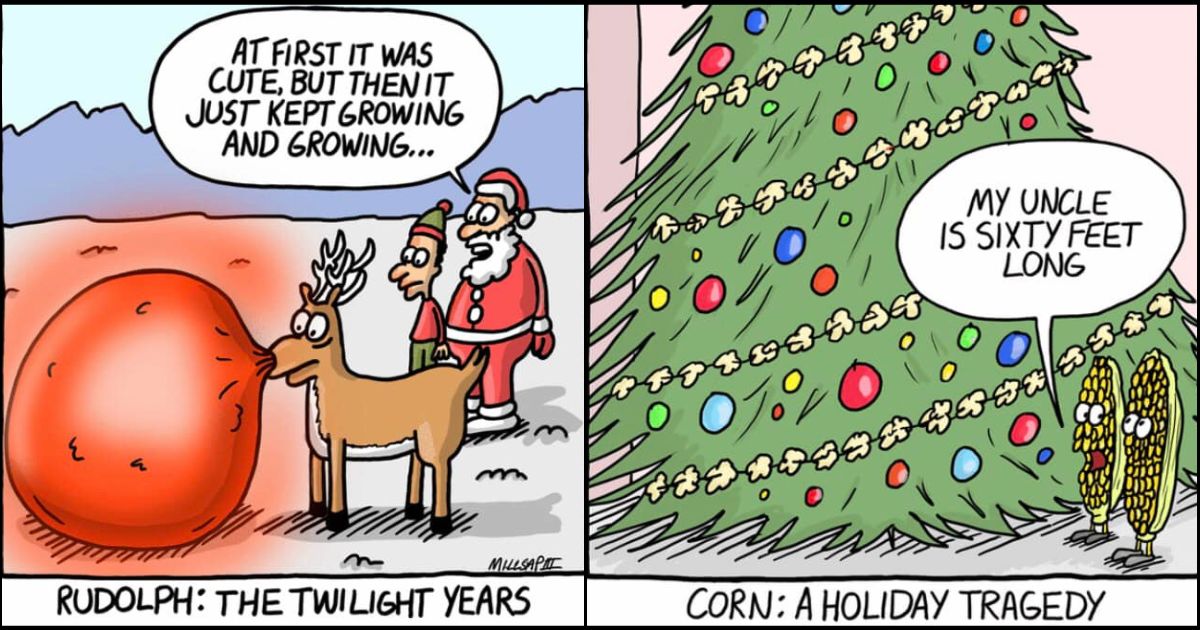 AT FIRST IT WAS
CUTE, BUT THEN IT
JUST KEPT GROWING
AND GROWING...
MILLSAP III
RUDOLPH: THE TWILIGHT YEARS
MY UNCLE
IS SIXTY FEET
LONG
CORN: A HOLIDAY TRAGEDY